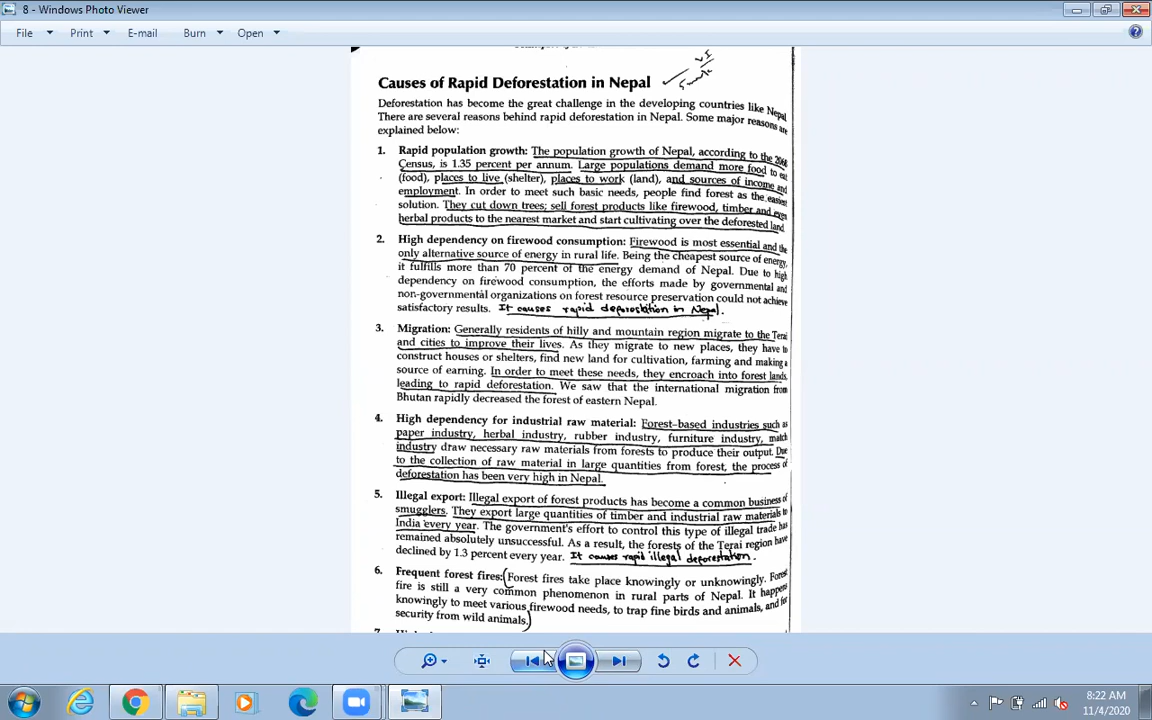 8 - Windows Photo Viewer
File Print E-mail Burn Open
Causes of Rapid Deforestation in Nepal
Deforestation has become the great challenge in the developing countries like Nepal
There are several reasons behind rapid deforestation in Nepal. Some major reasons are
explained below:
1. Rapid population growth: The population growth of Nepal, according to the
Census, is 1.35 percent per annum. Large populations demand more food to eat
(food), places to live (shelter), places to work (land), and sources of income and
employment. In order to meet such basic needs, people find forest as the easiest
solution. They cut down trees; sell forest products like firewood, timber and even
herbal products to the nearest market and start cultivating over the deforested land
2. High dependency on firewood consumption: Firewood is most essential and the
only alternative source of energy in rural life. Being the cheapest source of energy,
it fulfills more than 70 percent of the energy demand of Nepal. Due to high
dependency on firewood consumption, the efforts made by governmental and
non-governmental organizations on forest resource preservation could not achieve
satisfactory results. It causes rapid deforestation in Nepal.
3. Migration: Generally residents of hilly and mountain region migrate to the Terai
and cities to improve their lives. As they migrate to new places, they have to
construct houses or shelters, find new land for cultivation, farming and making a
source of earning. In order to meet these needs, they encroach into forest lands,
leading to rapid deforestation. We saw that the international migration from
Bhutan rapidly decreased the forest of eastern Nepal.
4. High dependency for industrial raw material: Forest-based industries such as
paper industry, herbal industry, rubber industry, furniture industry, match
industry draw necessary raw materials from forests to produce their output. Due
to the collection of raw material in large quantities from forest, the process of
deforestation has been very high in Nepal.
5. Illegal export: Illegal export of forest products has become a common business of
smugglers. They export large quantities of timber and industrial raw materials to
India every year. The government's effort to control this type of illegal trade has
remained absolutely unsuccessful. As a result, the forests of the Terai region have
declined by 1.3 percent every year. It causes rapid illegal deforestation.
6. Frequent forest fires: (Forest fires take place knowingly or unknowingly. Forest
fire is still a very common phenomenon in rural parts of Nepal. It happens
knowingly to meet various firewood needs, to trap fine birds and animals, and for
security from wild animals.)
8:22 AM
11/4/2020